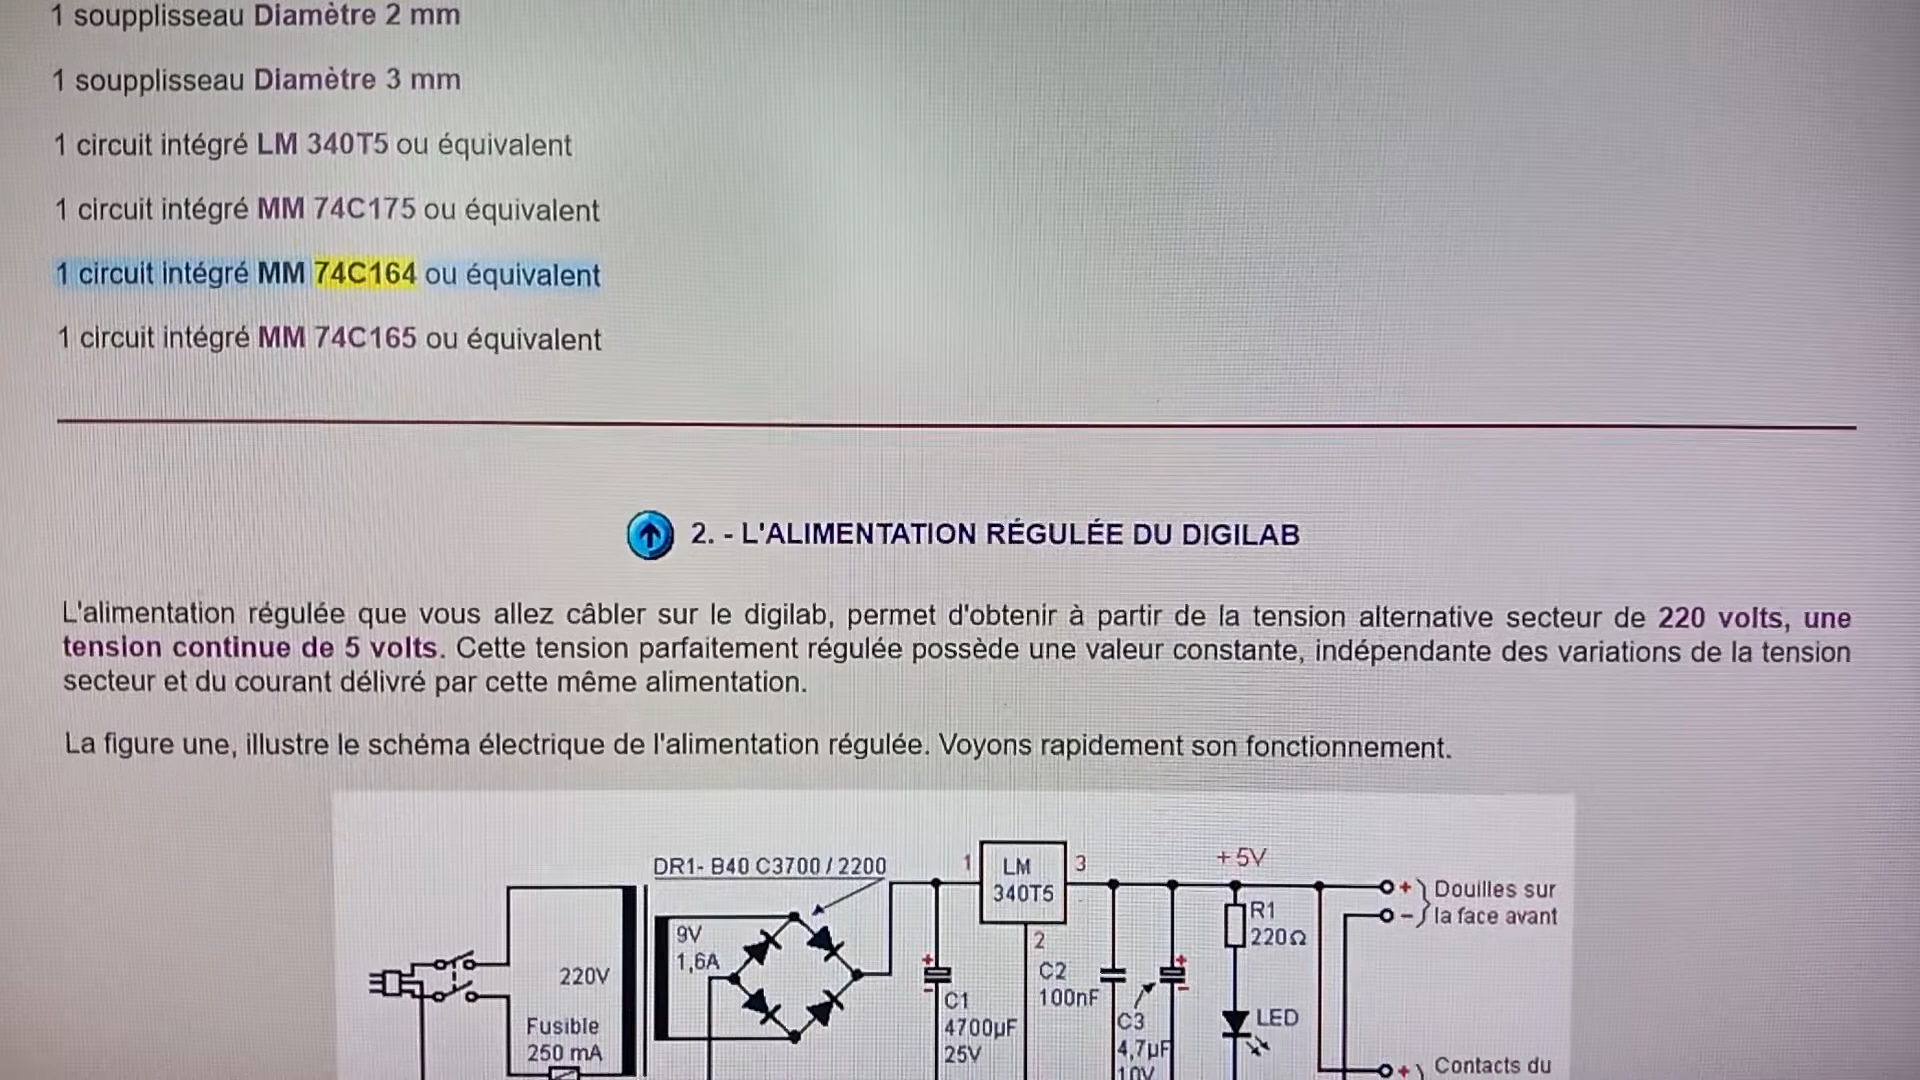 1 soupplisseau Diamètre 2 mm
1 soupplisseau Diamètre 3 mm
1 circuit intégré LM 340T5 ou équivalent
1 circuit intégré MM 74C175 ou équivalent
1 circuit intégré MM 74C164 ou équivalent
1 circuit intégré MM 74C165 ou équivalent
2. - L'ALIMENTATION RÉGULÉE DU DIGILAB
L'alimentation régulée que vous allez câbler sur le digilab, permet d'obtenir à partir de la tension alternative secteur de 220 volts, une
tension continue de 5 volts. Cette tension parfaitement régulée possède une valeur constante, indépendante des variations de la tension
secteur et du courant délivré par cette même alimentation.
La figure une, illustre le schéma électrique de l'alimentation régulée. Voyons rapidement son fonctionnement.
DR1- B40 C3700 / 2200
1
LM
340T5
3
2
+ 5V
+
-
Douilles sur
la face avant
R1
220Ω
9V
1,6A
220V
Fusible
250 mA
+
-
C1
4700µF
25V
C2
100nF
+
-
C3
4,7µF
10V
LED
+
Contacts du